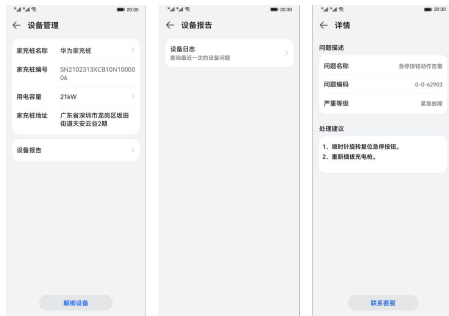 20:30
← 设备管理
家充桩名称 华为家充桩
家充桩编号 SN2102313XCB10N10000
06
用电容量 21kW
家充桩地址 广东省深圳市龙岗区坂田
街道天安云谷2期
设备报告
解绑设备
20:30
← 设备报告
设备日志
查询最近一次的设备问题
20:30
← 详情
问题描述
问题名称 急停按钮动作告警
问题编码 0-0-62903
严重等级 紧急故障
处理建议
1、顺时针旋转复位急停按钮。
2、重新插拔充电枪。
联系客服